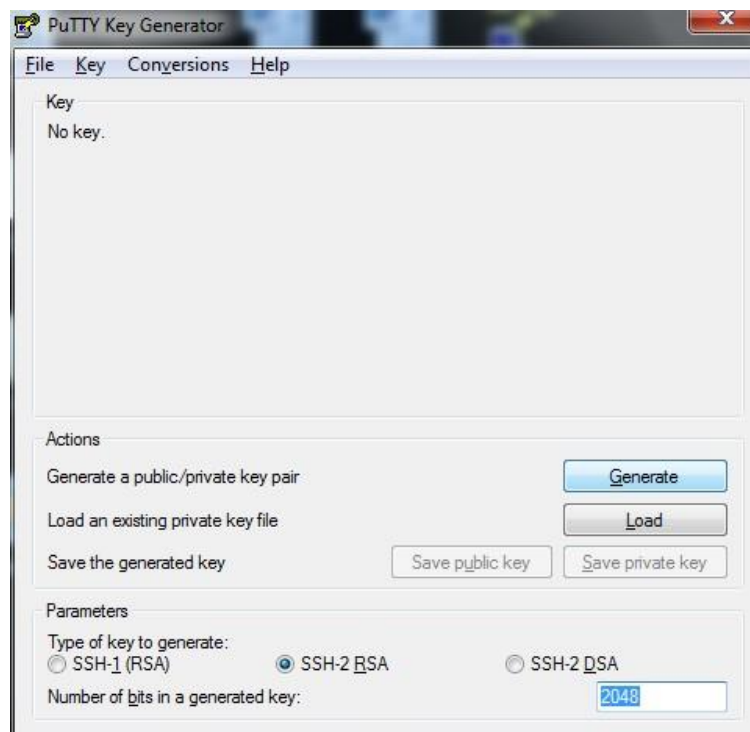 PuTTY Key Generator
File Key Conversions Help
Key
No key.
Actions
Generate a public/private key pair Generate
Load an existing private key file Load
Save the generated key Save public key Save private key
Parameters
Type of key to generate:
SSH-1 (RSA) SSH-2 RSA SSH-2 DSA
Number of bits in a generated key: 2048